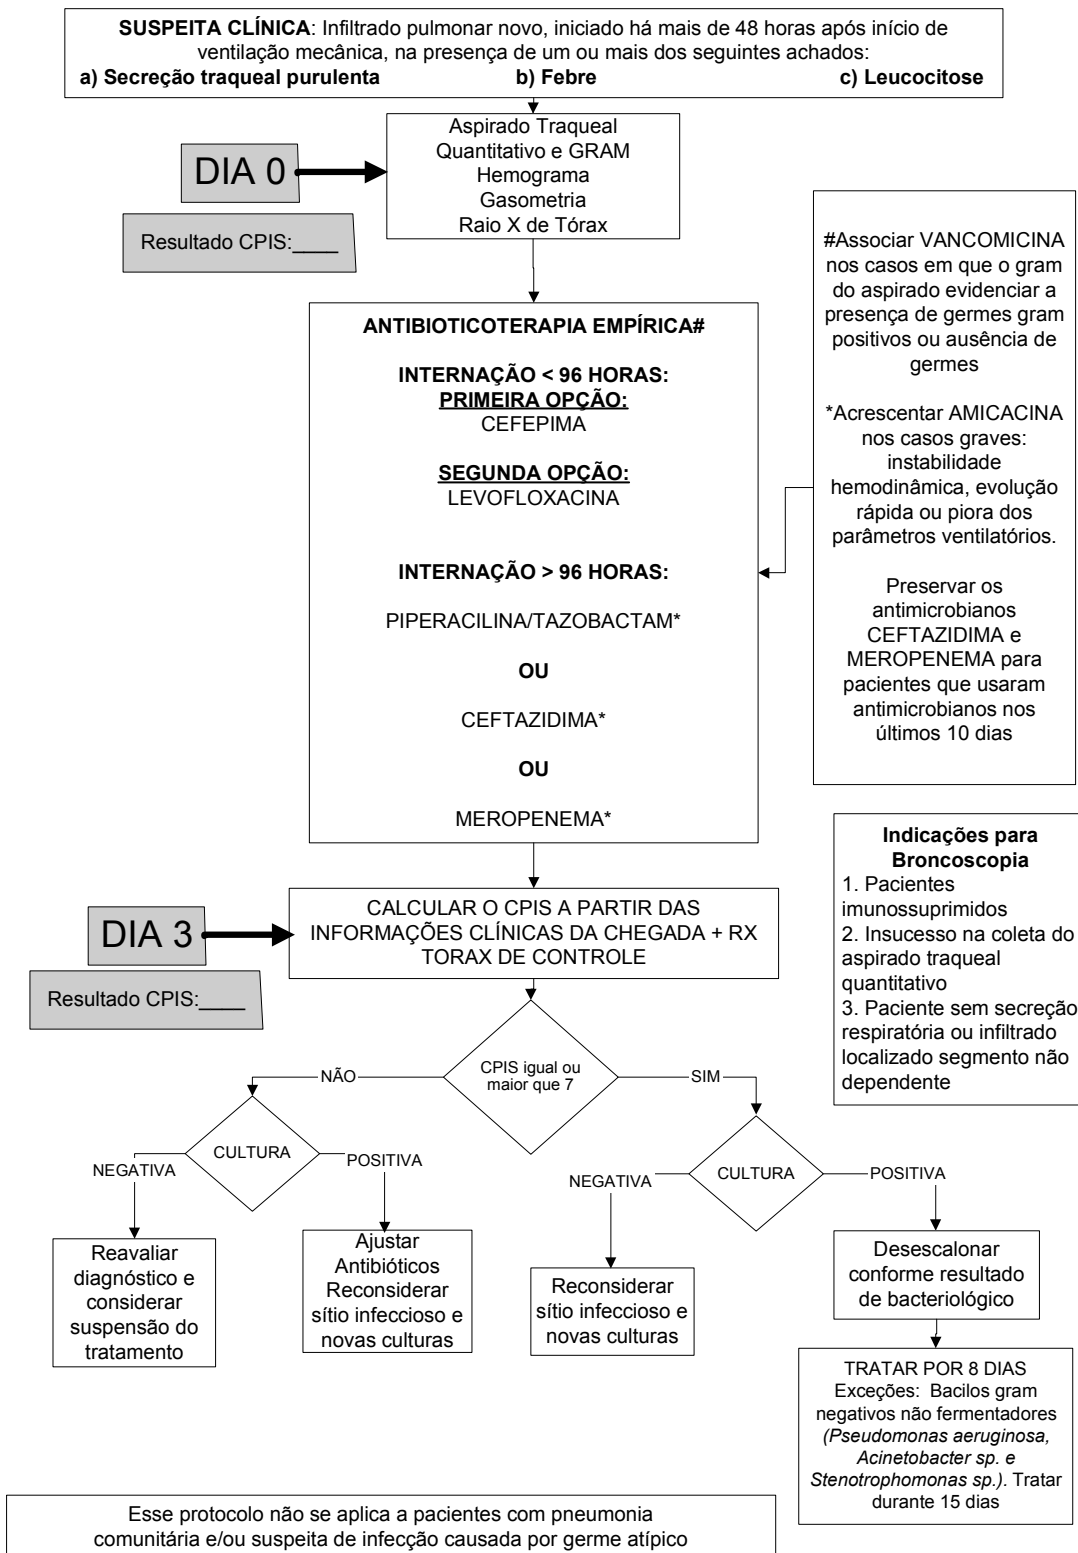 SUSPEITA CLÍNICA: Infiltrado pulmonar novo, iniciado há mais de 48 horas após início de
ventilação mecânica, na presença de um ou mais dos seguintes achados:
a) Secreção traqueal purulenta b) Febre c) Leucocitose
DIA 0
Resultado CPIS:____
Aspirado Traqueal
Quantitativo e GRAM
Hemograma
Gasometria
Raio X de Tórax
ANTIBIOTICOTERAPIA EMPÍRICA#
INTERNAÇÃO < 96 HORAS:
PRIMEIRA OPÇÃO:
CEFEPIMA
SEGUNDA OPÇÃO:
LEVOFLOXACINA
INTERNAÇÃO > 96 HORAS:
PIPERACILINA/TAZOBACTAM*
OU
CEFTAZIDIMA*
OU
MEROPENEMA*
#Associar VANCOMICINA
nos casos em que o gram
do aspirado evidenciar a
presença de germes gram
positivos ou ausência de
germes
*Acrescentar AMICACINA
nos casos graves:
instabilidade
hemodinâmica, evolução
rápida ou piora dos
parâmetros ventilatórios.
Preservar os
antimicrobianos
CEFTAZIDIMA e
MEROPENEMA para
pacientes que usaram
antimicrobianos nos
últimos 10 dias
Indicações para
Broncoscopia
1. Pacientes
imunossuprimidos
2. Insucesso na coleta do
aspirado traqueal
quantitativo
3. Paciente sem secreção
respiratória ou infiltrado
localizado segmento não
dependente
DIA 3
Resultado CPIS:____
CALCULAR O CPIS A PARTIR DAS
INFORMAÇÕES CLÍNICAS DA CHEGADA + RX
TORAX DE CONTROLE
CPIS igual ou
maior que 7
NÃO
SIM
CULTURA
NEGATIVA
POSITIVA
CULTURA
NEGATIVA
POSITIVA
Reavaliar
diagnóstico e
considerar
suspensão do
tratamento
Ajustar
Antibióticos
Reconsiderar
sítio infeccioso e
novas culturas
Reconsiderar
sítio infeccioso e
novas culturas
Desescalonar
conforme resultado
de bacteriológico
TRATAR POR 8 DIAS
Exceções: Bacilos gram
negativos não fermentadores
(Pseudomonas aeruginosa,
Acinetobacter sp. e
Stenotrophomonas sp.). Tratar
durante 15 dias
Esse protocolo não se aplica a pacientes com pneumonia
comunitária e/ou suspeita de infecção causada por germe atípico